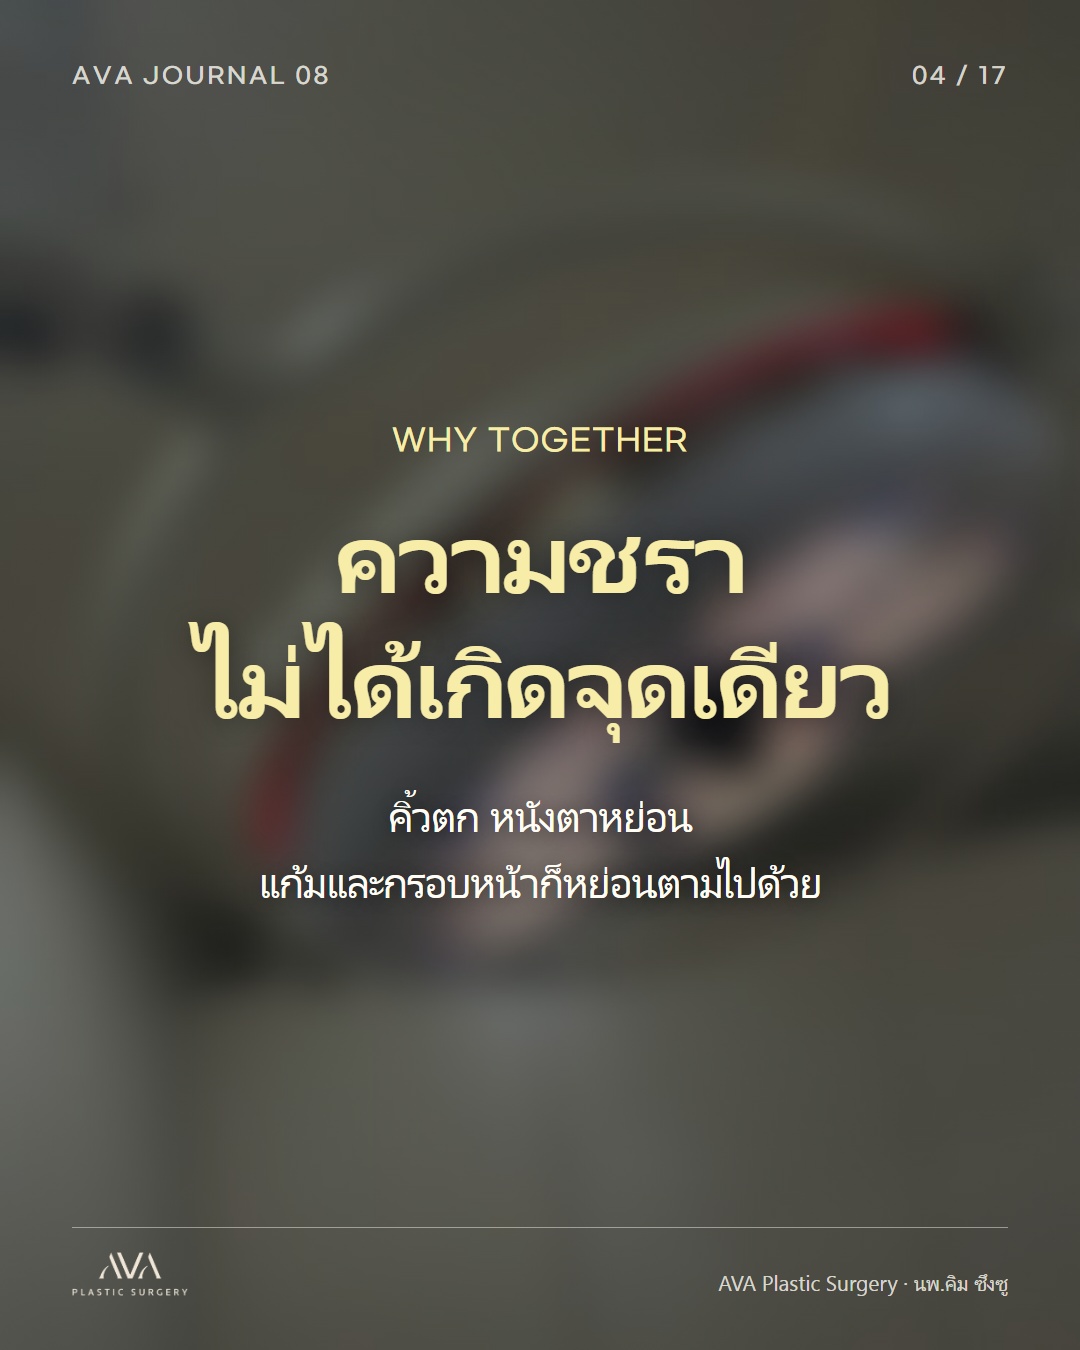 AVA JOURNAL 08
04 / 17
WHY TOGETHER
ความชรา
ไม่ได้เกิดจุดเดียว
คิ้วตก หนังตาหย่อน
แก้มและกรอบหน้าก็หย่อนตามไปด้วย
AVA
PLASTIC SURGERY
AVA Plastic Surgery · นพ.คิม ซึงซู